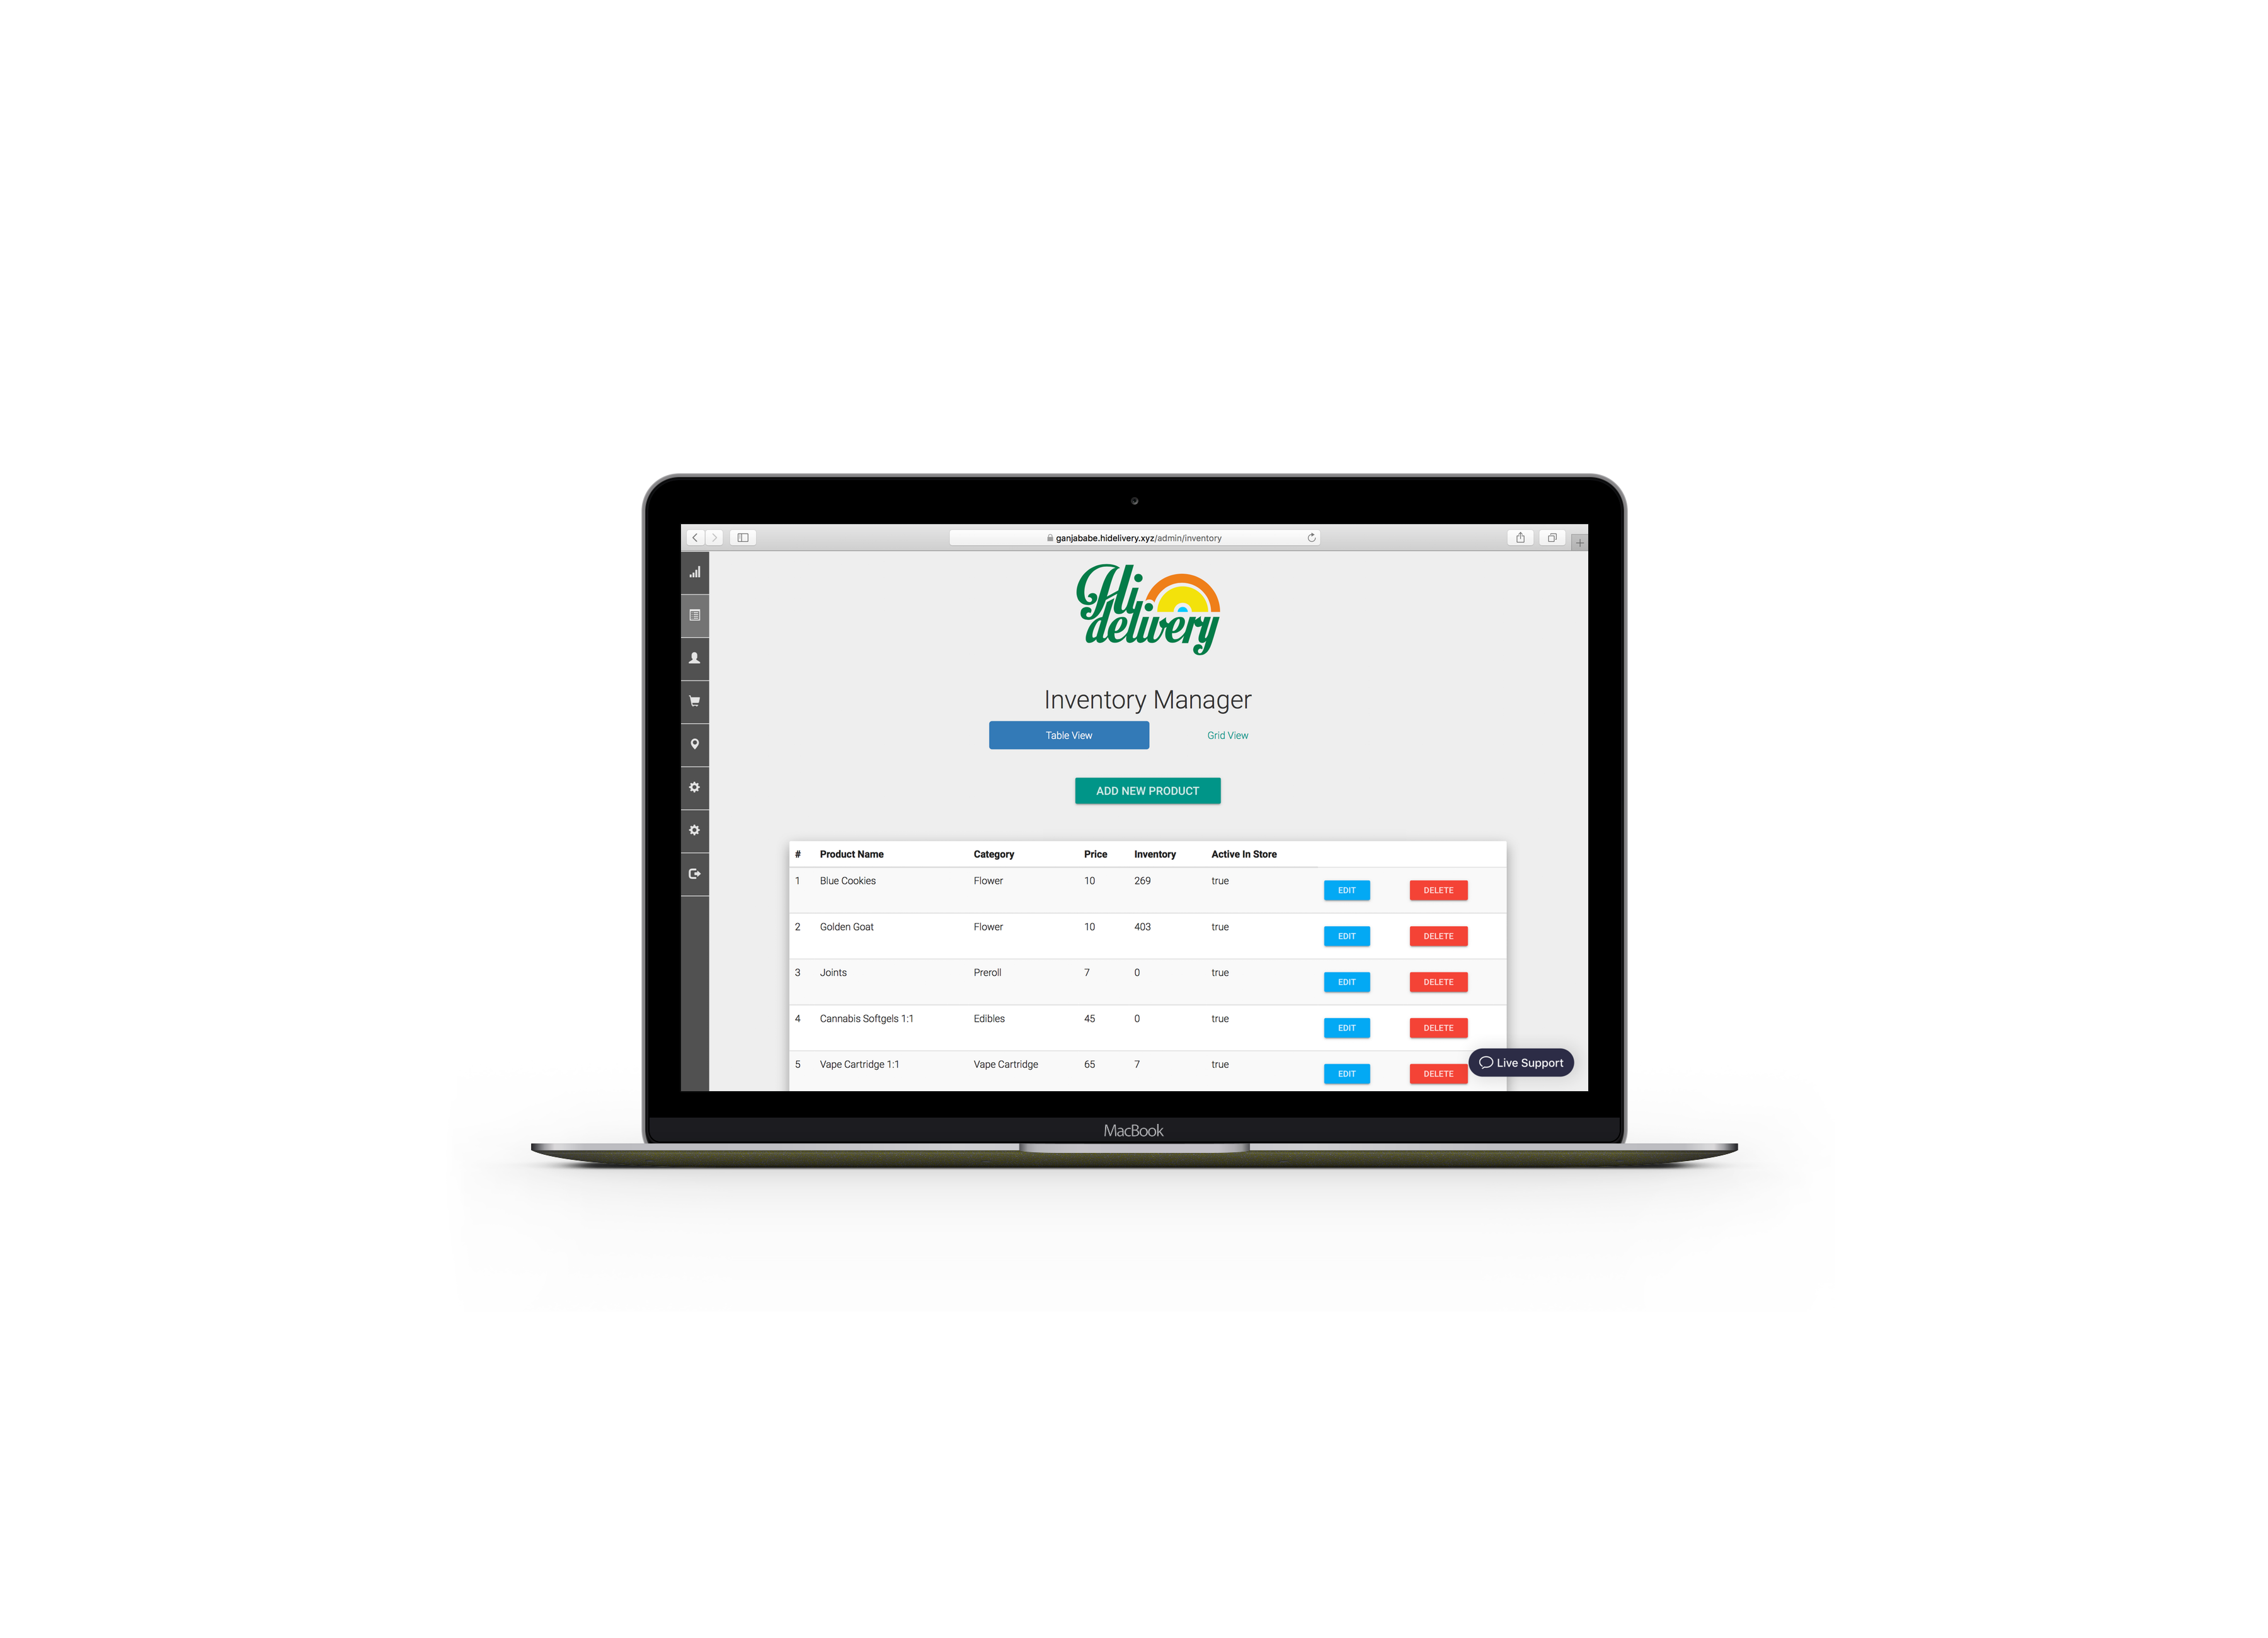 ganjababe.hidelivery.xyz/admin/inventory
Hi
delivery
Inventory Manager
Table View Grid View
ADD NEW PRODUCT
# Product Name Category Price Inventory Active In Store
1 Blue Cookies Flower 10 269 true EDIT DELETE
2 Golden Goat Flower 10 403 true EDIT DELETE
3 Joints Preroll 7 0 true EDIT DELETE
4 Cannabis Softgels 1:1 Edibles 45 0 true EDIT DELETE
5 Vape Cartridge 1:1 Vape Cartridge 65 7 true EDIT DELETE
Live Support
MacBook